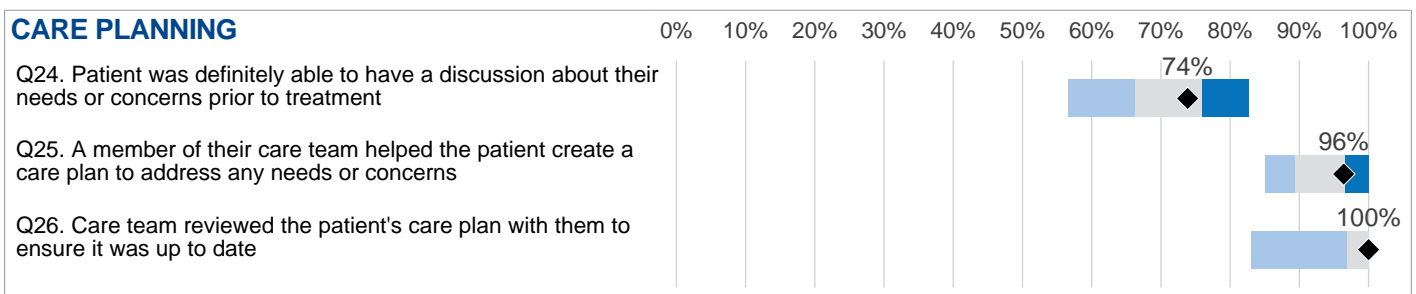 CARE PLANNING
0% 10% 20% 30% 40% 50% 60% 70% 80% 90% 100%
Q24. Patient was definitely able to have a discussion about their
needs or concerns prior to treatment
74%
Q25. A member of their care team helped the patient create a
care plan to address any needs or concerns
96%
Q26. Care team reviewed the patient's care plan with them to
ensure it was up to date
100%